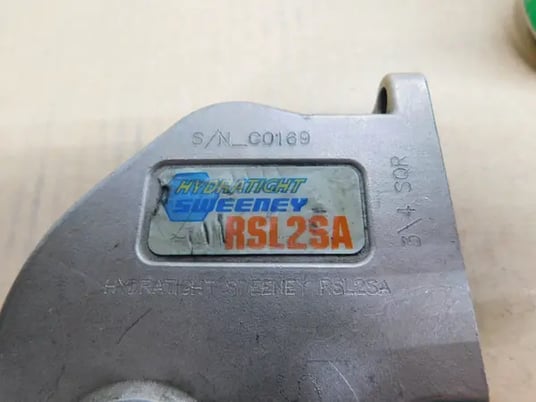 S/N_C0169
HYDRATIGHT
SWEENEY
RSL2SA
3\4 SQR
HYDRATIGHT SWEENEY RSL2SA